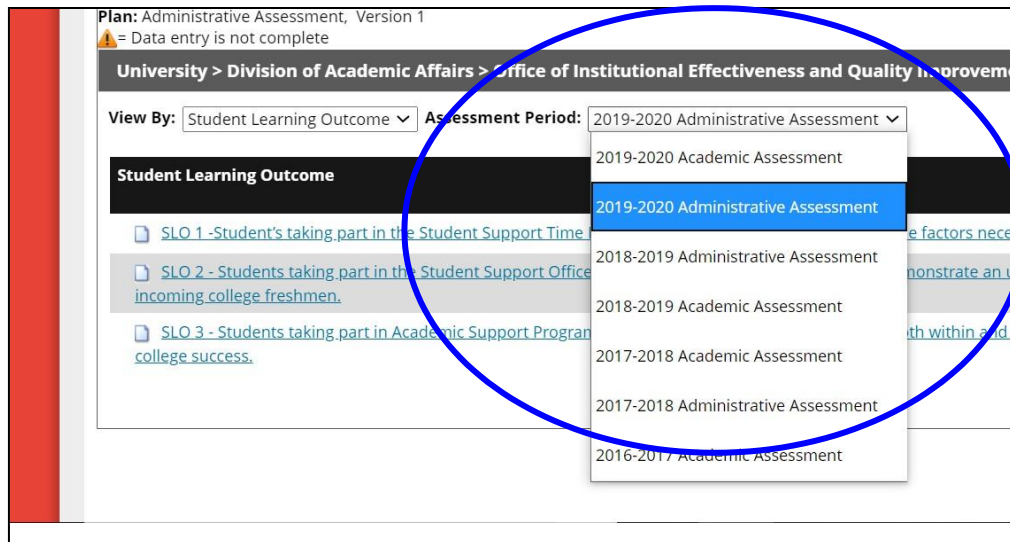 Plan: Administrative Assessment, Version 1
= Data entry is not complete
University > Division of Academic Affairs > Office of Institutional Effectiveness and Quality Improveme
View By: Student Learning Outcome Assessment Period: 2019-2020 Administrative Assessment
2019-2020 Academic Assessment
Student Learning Outcome
2019-2020 Administrative Assessment
SLO 1 -Student's taking part in the Student Support Time e factors nece
2018-2019 Administrative Assessment
SLO 2 - Students taking part in the Student Support Office monstrate an u
incoming college freshmen.
2018-2019 Academic Assessment
SLO 3 - Students taking part in Academic Support Progran oth within and
college success.
2017-2018 Academic Assessment
2017-2018 Administrative Assessment
2016-2017 Academic Assessment